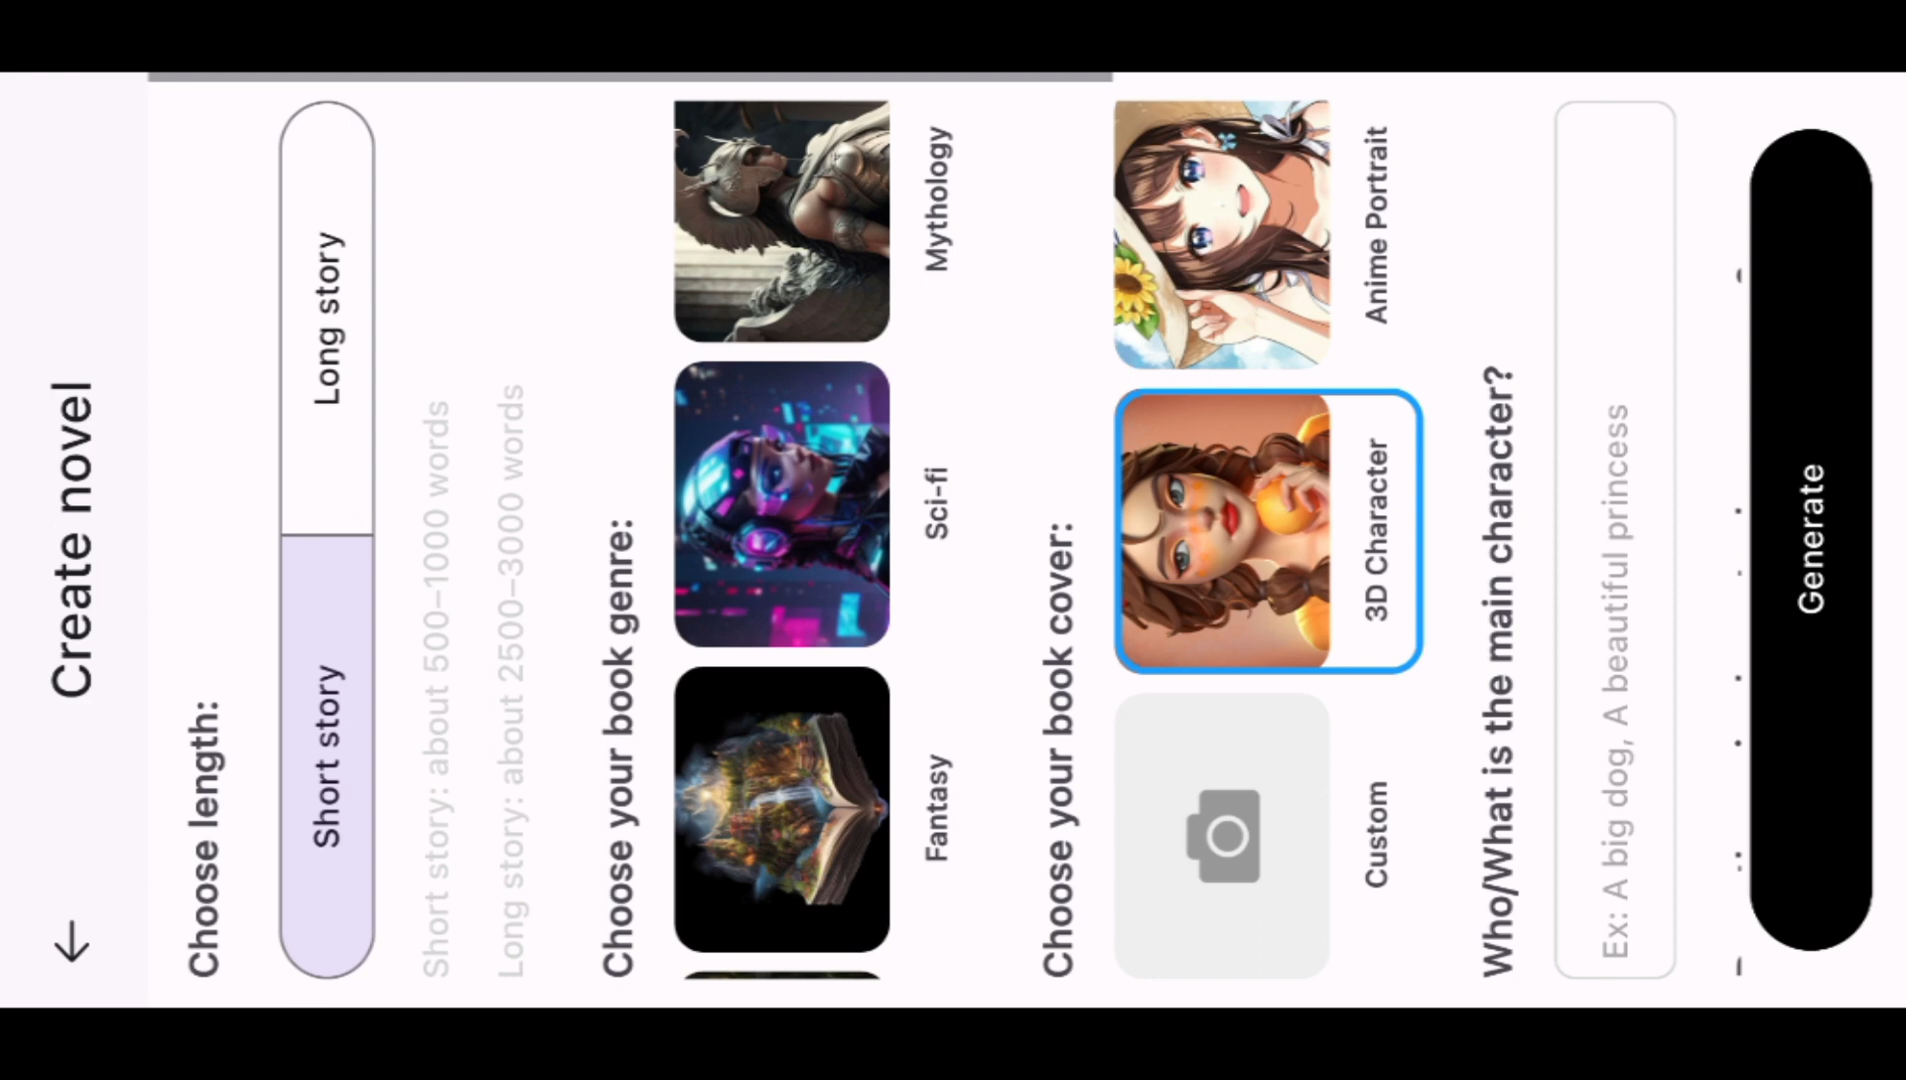 Create novel
Choose length:
Short story
Long story
Short story: about 500–1000 words
Long story: about 2500–3000 words
Choose your book genre:
Fantasy
Sci-fi
Mythology
Choose your book cover:
Custom
3D Character
Anime Portrait
Who/What is the main character?
Ex: A big dog, A beautiful princess
Generate